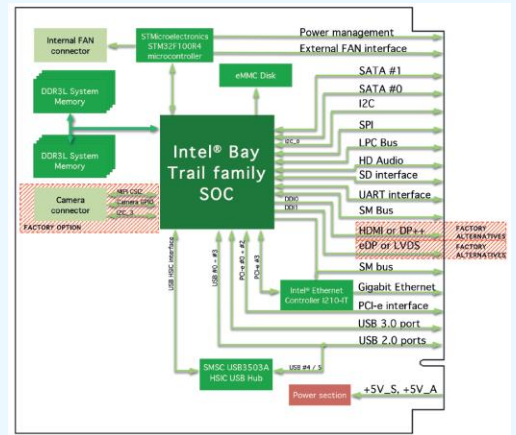 Internal FAN
connector
STMicroelectronics
STM32F100R4
microcontroller
Power management
External FAN interface
eMMC Disk
DDR3L System
Memory
DDR3L System
Memory
Intel® Bay
Trail family
SOC
SATA #1
SATA #0
I2C
I2C_0
SPI
LPC Bus
HD Audio
SD interface
UART interface
SM Bus
DDI0
HDMI or DP++
FACTORY
ALTERNATIVES
DDI1
eDP or LVDS
FACTORY
ALTERNATIVES
Camera
connector
MIPI CSI2
Camera GPIO
I2C_3
FACTORY OPTION
SM bus
Intel® Ethernet
Controller I210-IT
Gigabit Ethernet
PCI-e interface
USB 3.0 port
USB 2.0 ports
USB HSIC interface
USB #0 - #3
PCI-e #0 - #2
PCI-e #3
SMSC USB3503A
HSIC USB Hub
USB #4 / 5
Power section
+5V_S, +5V_A